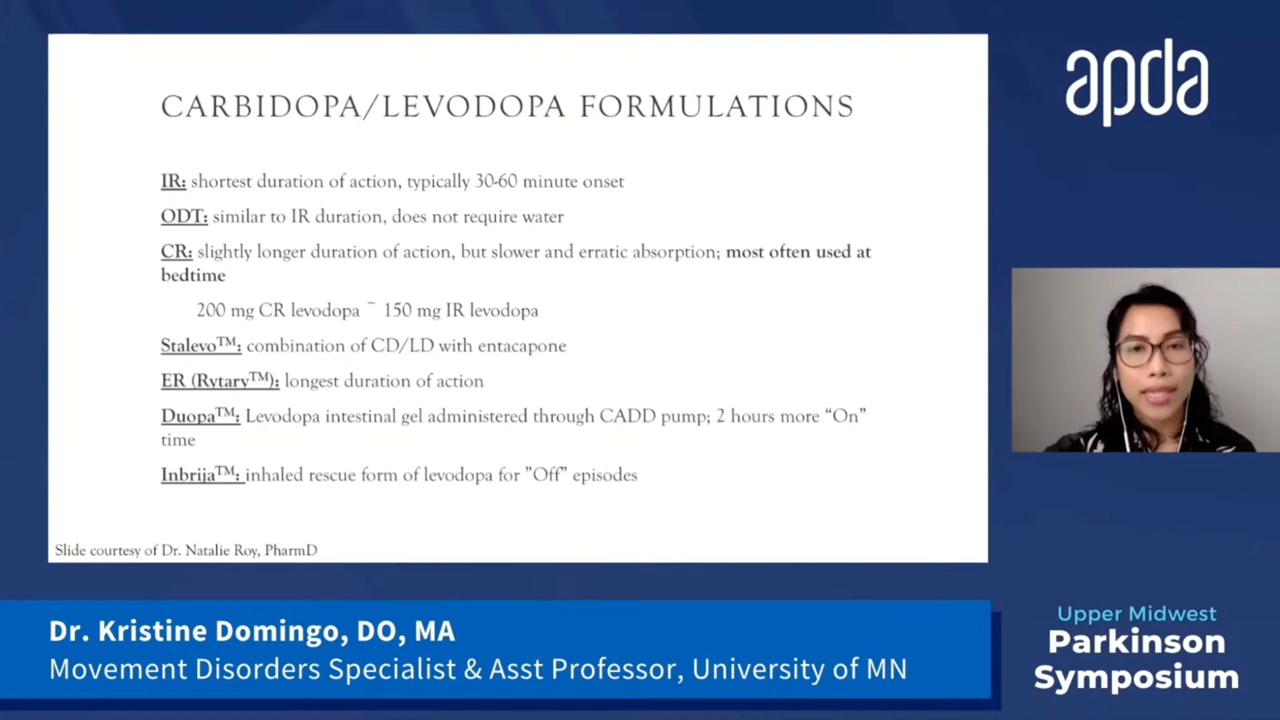 CARBIDOPA/LEVODOPA FORMULATIONS
IR: shortest duration of action, typically 30-60 minute onset
ODT: similar to IR duration, does not require water
CR: slightly longer duration of action, but slower and erratic absorption; most often used at
bedtime
200 mg CR levodopa ~ 150 mg IR levodopa
Stalevo™: combination of CD/LD with entacapone
ER (Rytary™): longest duration of action
Duopa™: Levodopa intestinal gel administered through CADD pump; 2 hours more “On”
time
Inbrija™: inhaled rescue form of levodopa for ”Off” episodes
Slide courtesy of Dr. Natalie Roy, PharmD
apda
Dr. Kristine Domingo, DO, MA
Movement Disorders Specialist & Asst Professor, University of MN
Upper Midwest
Parkinson
Symposium